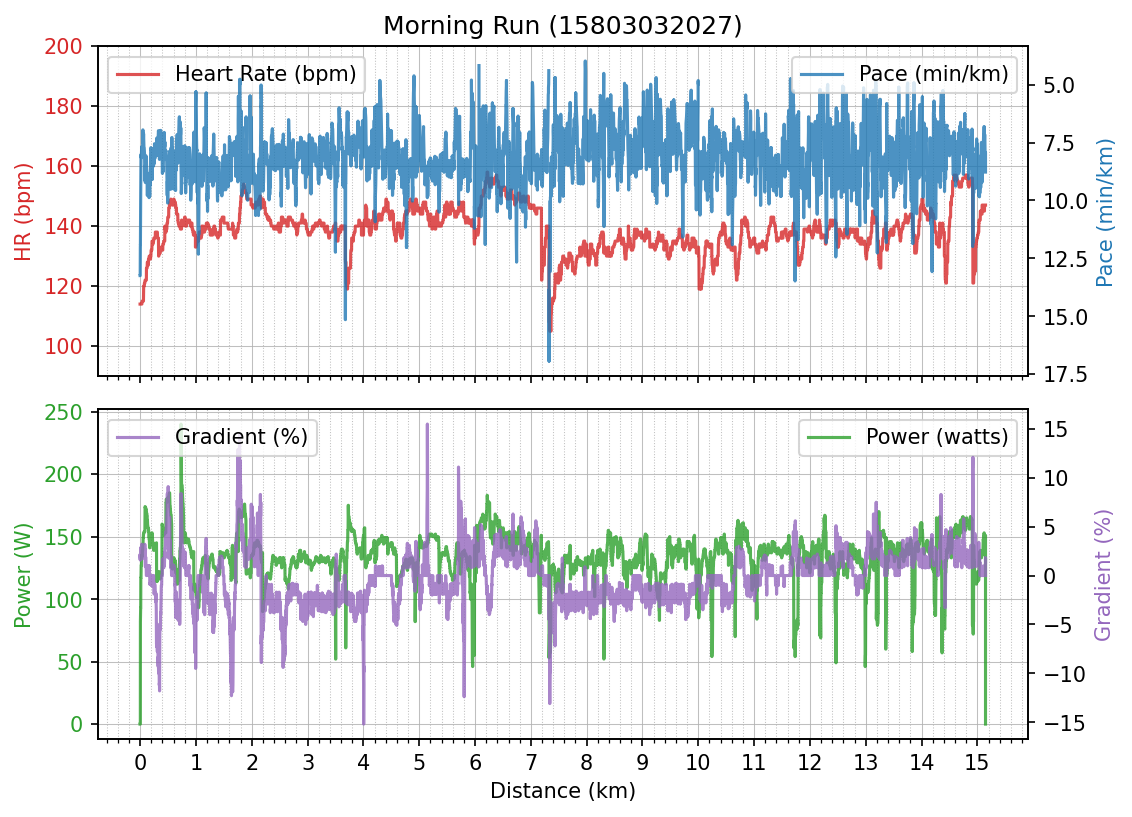 Morning Run (15803032027)
Heart Rate (bpm)
Pace (min/km)
200
180
160
140
120
100
HR (bpm)
5.0
7.5
10.0
12.5
15.0
17.5
Pace (min/km)
Gradient (%)
Power (watts)
250
200
150
100
50
0
Power (W)
15
10
5
0
−5
−10
−15
Gradient (%)
0 1 2 3 4 5 6 7 8 9 10 11 12 13 14 15
Distance (km)